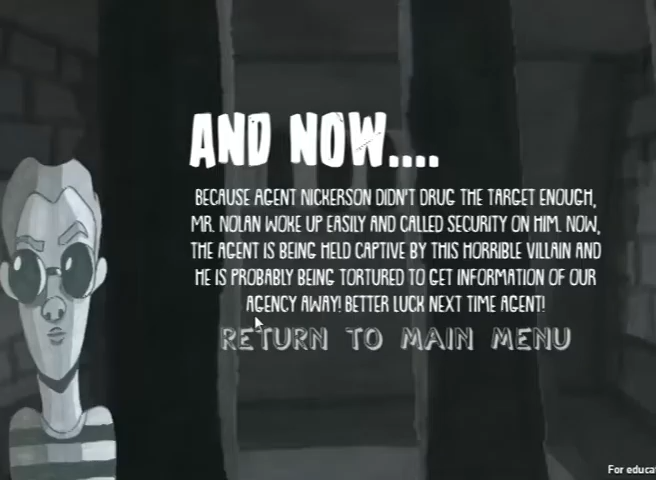 AND NOW....
BECAUSE AGENT NICKERSON DIDN'T DRUG THE TARGET ENOUGH,
MR. NOLAN WOKE UP EASILY AND CALLED SECURITY ON HIM. NOW,
THE AGENT IS BEING HELD CAPTIVE BY THIS HORRIBLE VILLAIN AND
HE IS PROBABLY BEING TORTURED TO GET INFORMATION OF OUR
AGENCY AWAY! BETTER LUCK NEXT TIME AGENT!
RETURN TO MAIN MENU
For